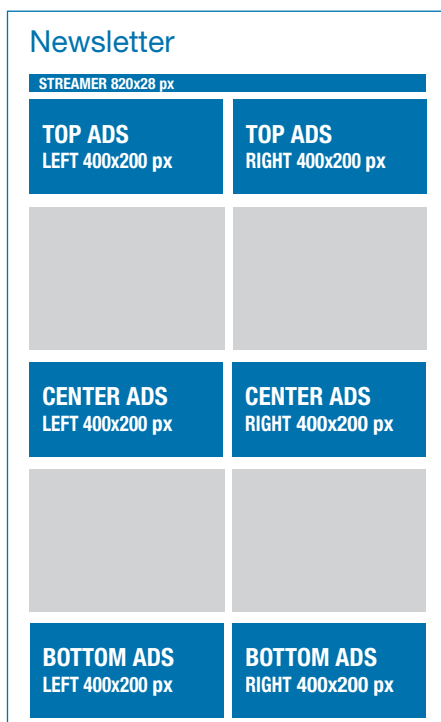 Newsletter
STREAMER 820x28 px
TOP ADS
LEFT 400x200 px
TOP ADS
RIGHT 400x200 px
CENTER ADS
LEFT 400x200 px
CENTER ADS
RIGHT 400x200 px
BOTTOM ADS
LEFT 400x200 px
BOTTOM ADS
RIGHT 400x200 px